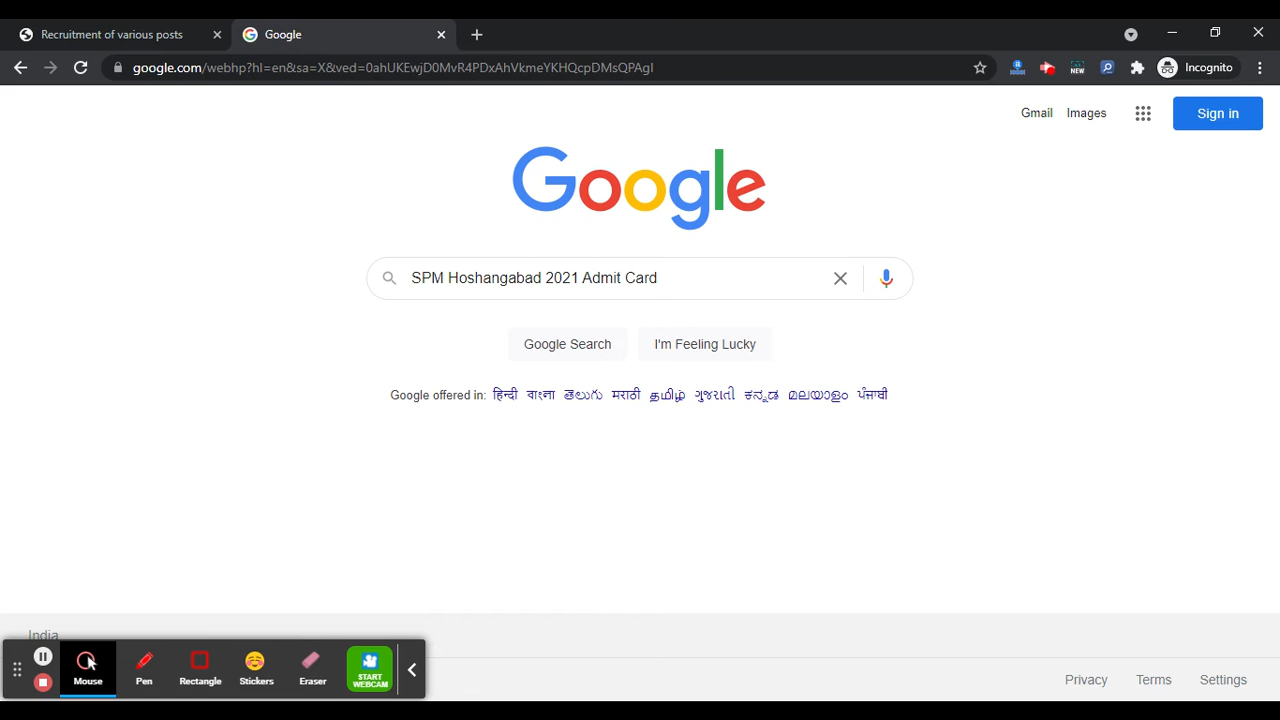 Recruitment of various posts
Google
google.com/webhp?hl=en&sa=X&ved=0ahUKEwjD0MvR4PDxAhVkmeYKHQcpDMsQPAgI
NEW
Incognito
Gmail Images
Sign in
Google
SPM Hoshangabad 2021 Admit Card
Google Search I'm Feeling Lucky
Google offered in: हिन्दी বাংলা తెలుగు मराठी தமிழ் ગુજરાતી ಕನ್ನಡ മലയാളം ਪੰਜਾਬੀ
India
Mouse Pen Rectangle Stickers Eraser START WEBCAM
Privacy Terms Settings